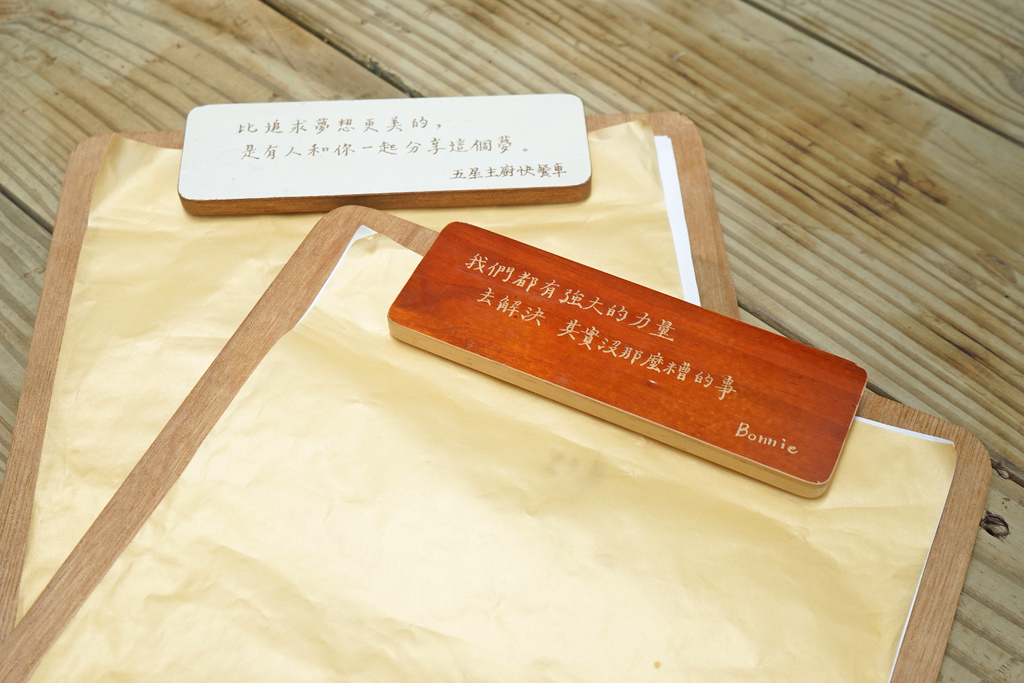 比追求夢想更美的，
是有人和你一起分享這個夢。
五星主廚快餐車
我們都有強大的力量
去解決 其實沒那麼糟的事
Bonnie